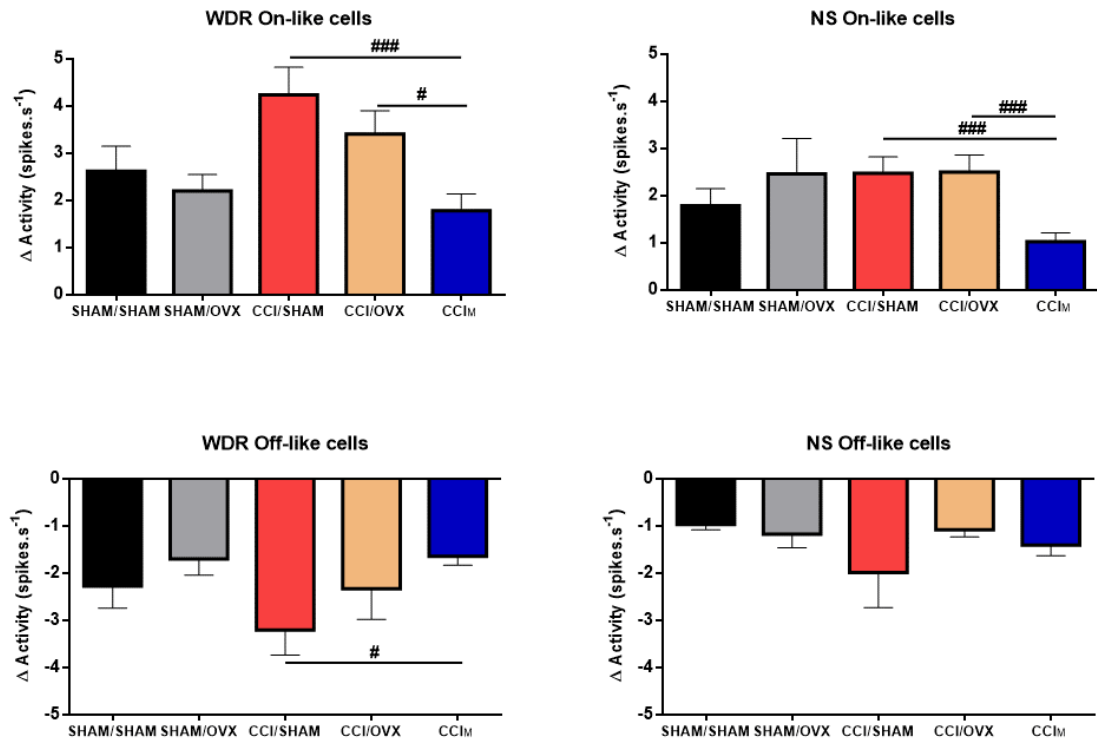 WDR On-like cells
Δ Activity (spikes.s⁻¹)
5
4
3
2
1
0
###
#
SHAM/SHAM SHAM/OVX CCI/SHAM CCI/OVX CCIM
NS On-like cells
Δ Activity (spikes.s⁻¹)
5
4
3
2
1
0
###
###
SHAM/SHAM SHAM/OVX CCI/SHAM CCI/OVX CCIM
WDR Off-like cells
Δ Activity (spikes.s⁻¹)
0
-1
-2
-3
-4
-5
#
SHAM/SHAM SHAM/OVX CCI/SHAM CCI/OVX CCIM
NS Off-like cells
Δ Activity (spikes.s⁻¹)
0
-1
-2
-3
-4
-5
SHAM/SHAM SHAM/OVX CCI/SHAM CCI/OVX CCIM